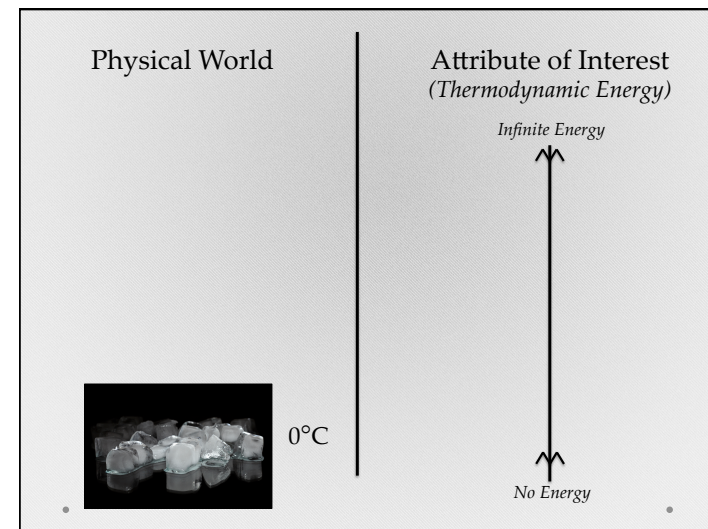 Physical World
Attribute of Interest
(Thermodynamic Energy)
Infinite Energy
0°C
No Energy